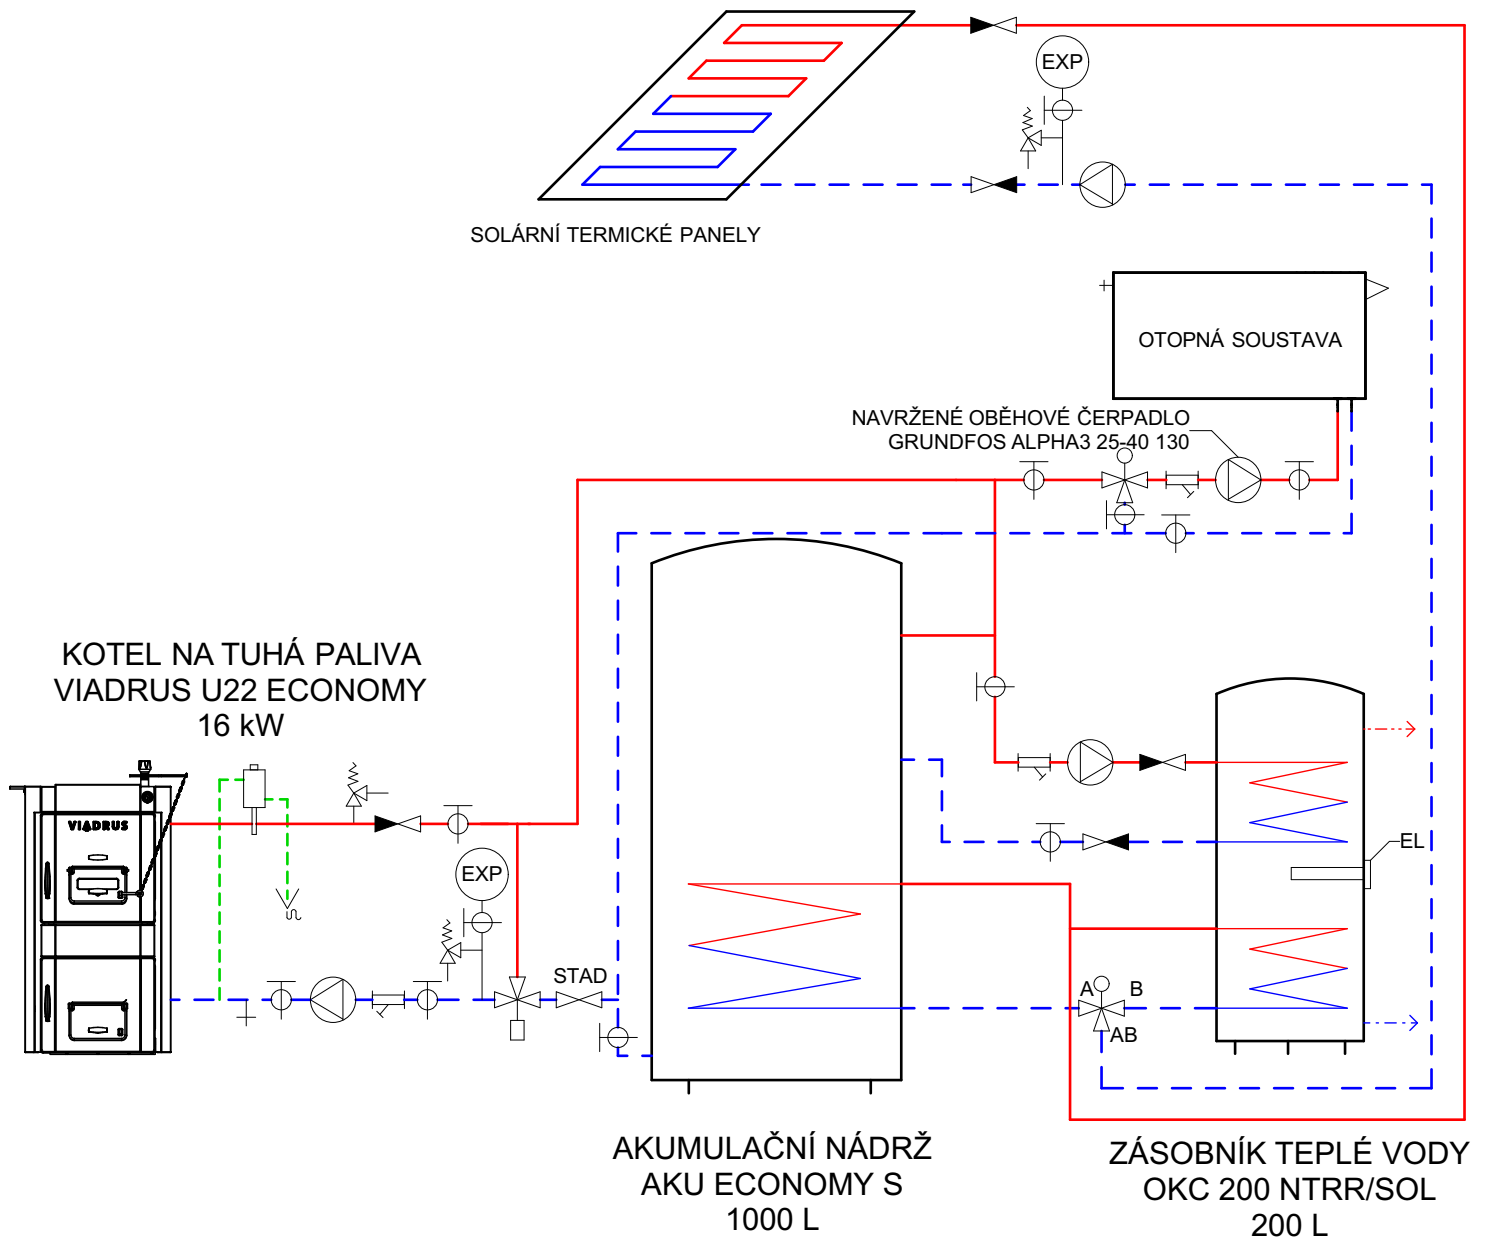 EXP
SOLÁRNÍ TERMICKÉ PANELY
OTOPNÁ SOUSTAVA
NAVRŽENÉ OBĚHOVÉ ČERPADLO
GRUNDFOS ALPHA3 25-40 130
KOTEL NA TUHÁ PALIVA
VIADRUS U22 ECONOMY
16 kW
VIADRUS
EXP
STAD
EL
A
B
AB
AKUMULAČNÍ NÁDRŽ
AKU ECONOMY S
1000 L
ZÁSOBNÍK TEPLÉ VODY
OKC 200 NTRR/SOL
200 L